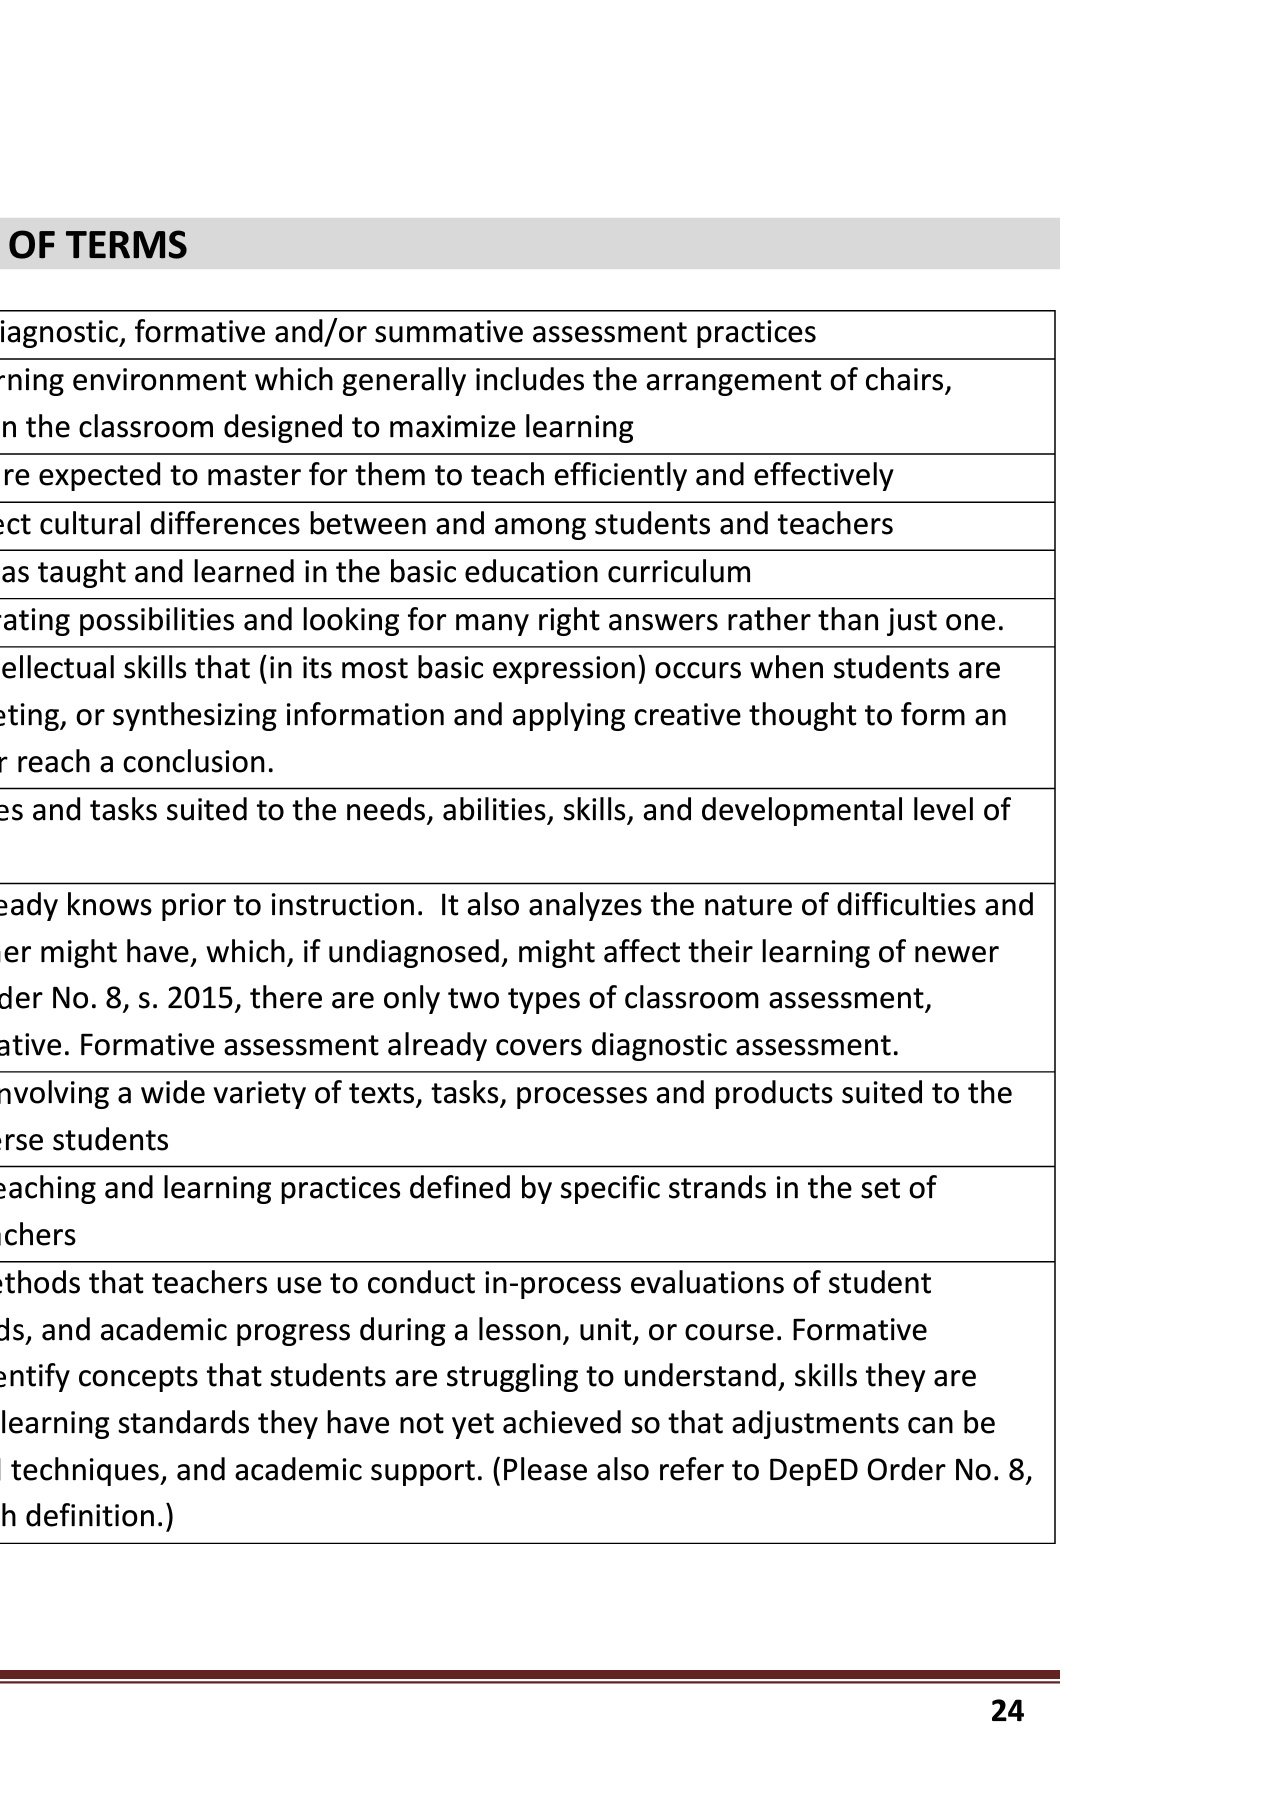 OF TERMS
iagnostic, formative and/or summative assessment practices
rning environment which generally includes the arrangement of chairs,
n the classroom designed to maximize learning
re expected to master for them to teach efficiently and effectively
ect cultural differences between and among students and teachers
as taught and learned in the basic education curriculum
rating possibilities and looking for many right answers rather than just one.
ellectual skills that (in its most basic expression) occurs when students are
eting, or synthesizing information and applying creative thought to form an
r reach a conclusion.
es and tasks suited to the needs, abilities, skills, and developmental level of
eady knows prior to instruction.  It also analyzes the nature of difficulties and
er might have, which, if undiagnosed, might affect their learning of newer
der No. 8, s. 2015, there are only two types of classroom assessment,
ative. Formative assessment already covers diagnostic assessment.
nvolving a wide variety of texts, tasks, processes and products suited to the
erse students
eaching and learning practices defined by specific strands in the set of
achers
ethods that teachers use to conduct in-process evaluations of student
ds, and academic progress during a lesson, unit, or course. Formative
entify concepts that students are struggling to understand, skills they are
learning standards they have not yet achieved so that adjustments can be
l techniques, and academic support. (Please also refer to DepED Order No. 8,
h definition.)
24